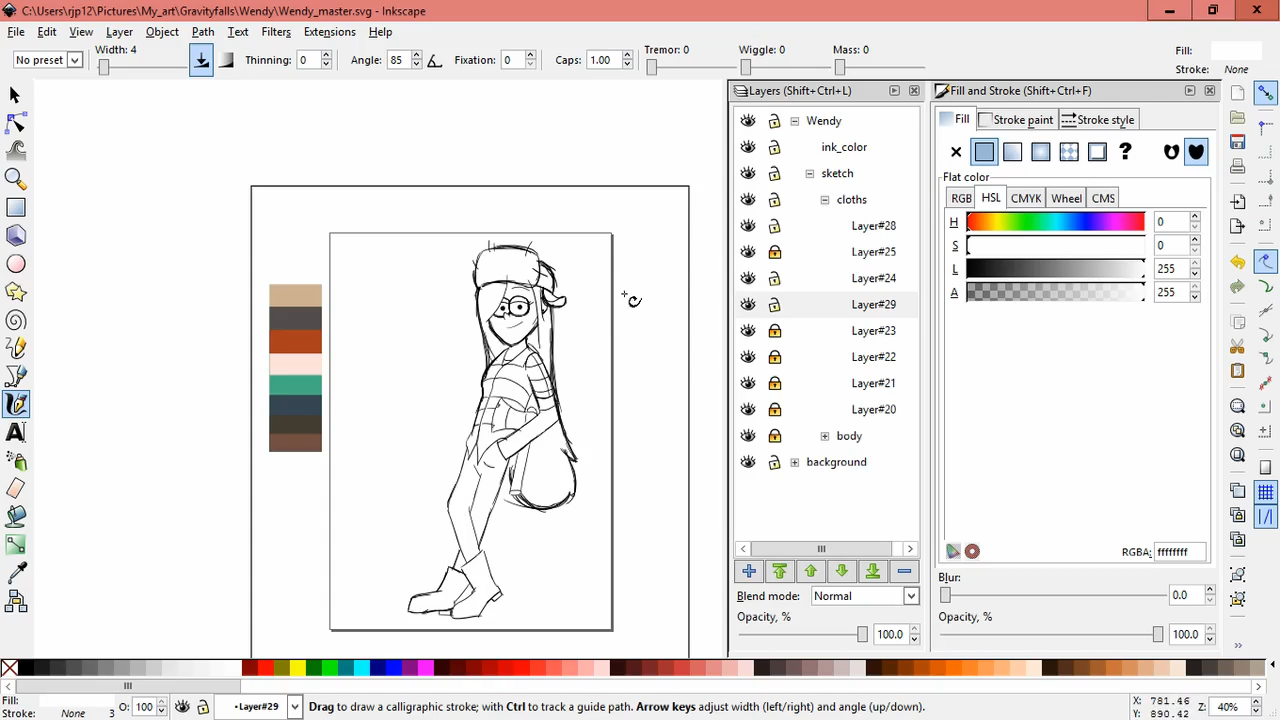 C:\Users\rjp12\Pictures\My_art\Gravityfalls\Wendy\Wendy_master.svg - Inkscape
File Edit View Layer Object Path Text Filters Extensions Help
No preset Width: 4 Thinning: 0 Angle: 85 Fixation: 0 Caps: 1.00 Tremor: 0 Wiggle: 0 Mass: 0 Fill:
Stroke: None
Layers (Shift+Ctrl+L)
Wendy
ink_color
sketch
cloths
Layer#28
Layer#25
Layer#24
Layer#29
Layer#23
Layer#22
Layer#21
Layer#20
body
background
Blend mode: Normal
Opacity, % 100.0
Fill and Stroke (Shift+Ctrl+F)
Fill Stroke paint Stroke style
?
Flat color
RGB HSL CMYK Wheel CMS
H 0
S 0
L 255
A 255
RGBA: ffffffff
Blur:
0.0
Opacity, %
100.0
Fill:
Stroke: None 3 O: 100 •Layer#29 Drag to draw a calligraphic stroke; with Ctrl to track a guide path. Arrow keys adjust width (left/right) and angle (up/down). X: 781.46
Y: 890.42 Z: 40%